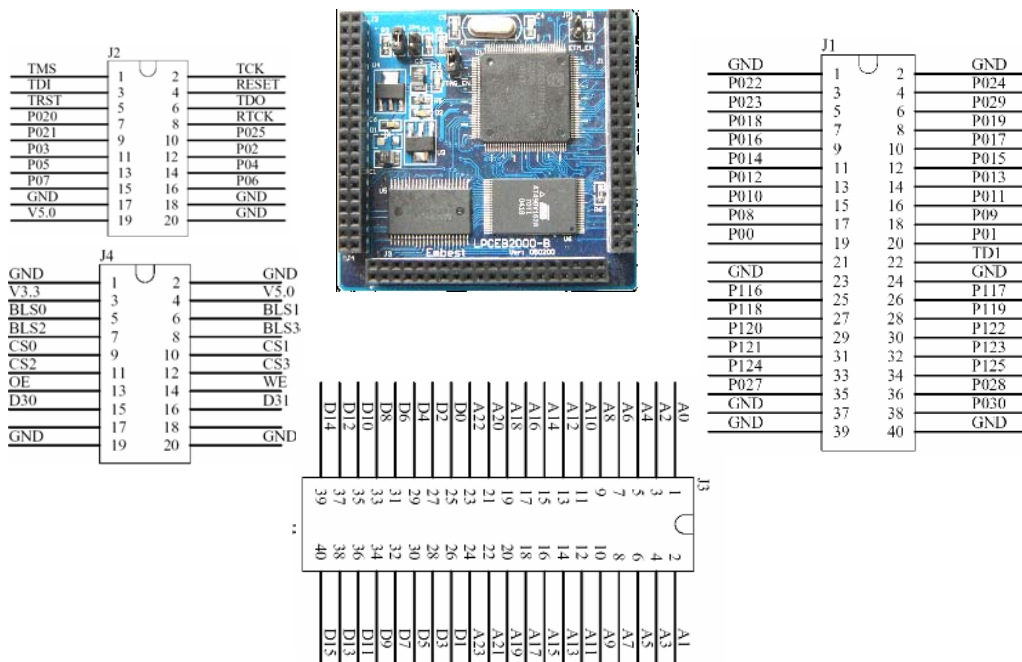 J2
TMS 1 2 TCK
TDI 3 4 RESET
TRST 5 6 TDO
P020 7 8 RTCK
P021 9 10 P025
P03 11 12 P02
P05 13 14 P04
P07 15 16 P06
GND 17 18 GND
V5.0 19 20 GND
J4
GND 1 2 GND
V3.3 3 4 V5.0
BLS0 5 6 BLS1
BLS2 7 8 BLS3
CS0 9 10 CS1
CS2 11 12 CS3
OE 13 14 WE
D30 15 16 D31
17 18
GND 19 20 GND
Embest
LPCEB2000-B
J1
GND 1 2 GND
P022 3 4 P024
P023 5 6 P029
P018 7 8 P019
P016 9 10 P017
P014 11 12 P015
P012 13 14 P013
P010 15 16 P011
P08 17 18 P09
P00 19 20 P01
21 22 TD1
GND 23 24 GND
P116 25 26 P117
P118 27 28 P119
P120 29 30 P122
P121 31 32 P123
P124 33 34 P125
P027 35 36 P028
GND 37 38 P030
GND 39 40 GND
D14 D12 D10 D8 D6 D4 D2 D0 A22 A20 A18 A16 A14 A12 A10 A8 A6 A4 A2 A0
J3
39 37 35 33 31 29 27 25 23 21 19 17 15 13 11 9 7 5 3 1
40 38 36 34 32 30 28 26 24 22 20 18 16 14 12 10 8 6 4 2
D15 D13 D11 D9 D7 D5 D3 D1 A23 A21 A19 A17 A15 A13 A11 A9 A7 A5 A3 A1